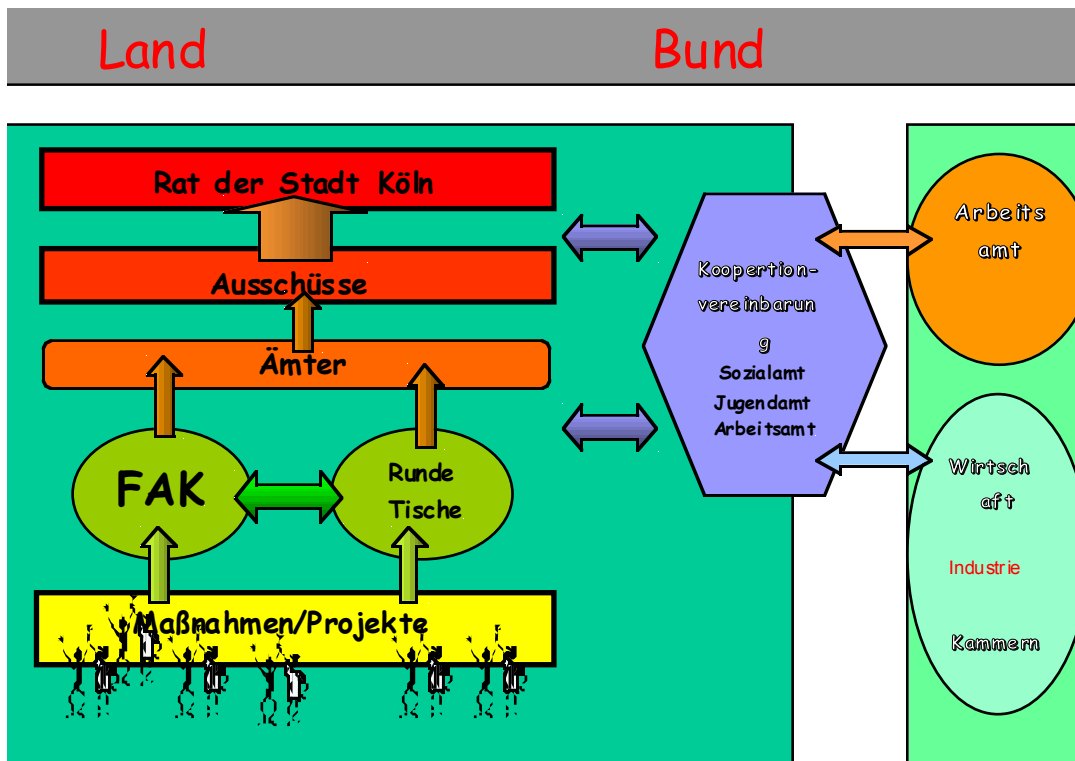 Land
Bund
Rat der Stadt Köln
Ausschüsse
Ämter
FAK
Runde
Tische
Maßnahmen/Projekte
Koopertion-
vereinbarun
g
Sozialamt
Jugendamt
Arbeitsamt
Arbeits
amt
Wirtsch
aft
Industrie
Kammern